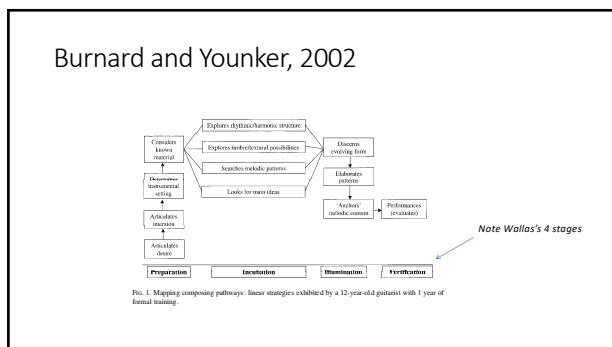 Burnard and Younker, 2002
Considers
known
material
Determines
instrumental
setting
Articulates
intention
Articulates
desire
Explores rhythmic/harmonic structure
Explores timbre/textural possibilities
Searches melodic patterns
Looks for main ideas
Discerns
evolving form
Elaborates
patterns
'Anchors'
melodic content
Performances
(evaluates)
Note Wallas's 4 stages
Preparation
Incubation
Illumination
Verification
FIG. 1. Mapping composing pathways: linear strategies exhibited by a 12-year-old guitarist with 1 year of
formal training.